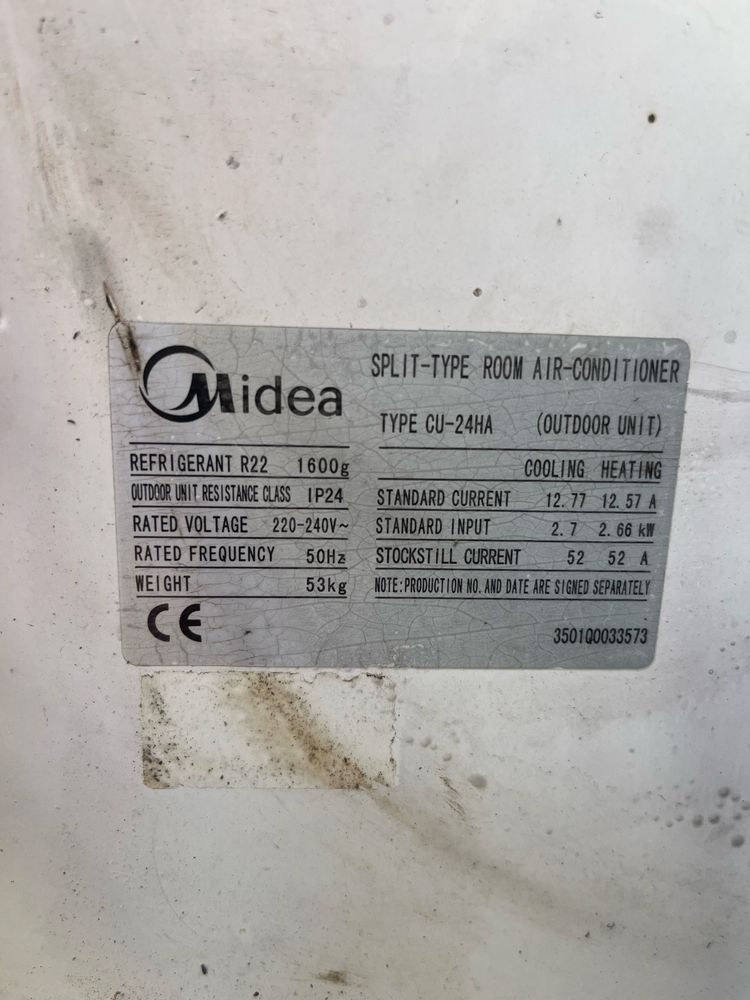 Midea
SPLIT-TYPE ROOM AIR-CONDITIONER
TYPE CU-24HA (OUTDOOR UNIT)
REFRIGERANT R22 1600g
OUTDOOR UNIT RESISTANCE CLASS IP24
RATED VOLTAGE 220-240V~
RATED FREQUENCY 50Hz
WEIGHT 53kg
CE
COOLING HEATING
STANDARD CURRENT 12.77 12.57 A
STANDARD INPUT 2.7 2.66 kW
STOCKSTILL CURRENT 52 52 A
NOTE:PRODUCTION NO. AND DATE ARE SIGNED SEPARATELY
3501Q0033573